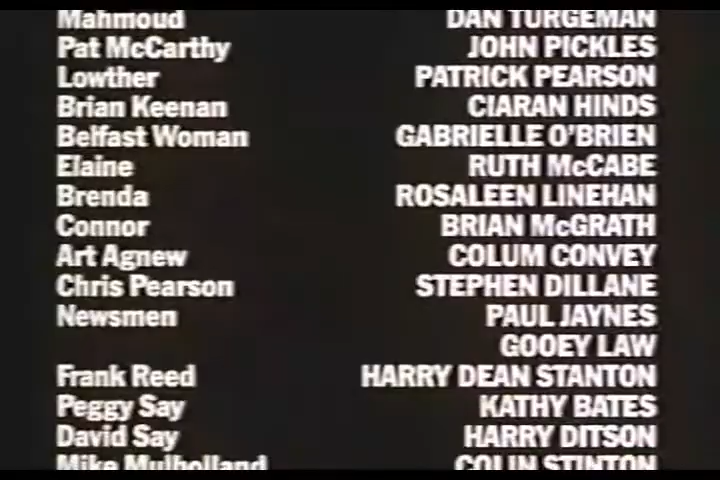 Mahmoud DAN TURGEMAN
Pat McCarthy JOHN PICKLES
Lowther PATRICK PEARSON
Brian Keenan CIARAN HINDS
Belfast Woman GABRIELLE O'BRIEN
Elaine RUTH McCABE
Brenda ROSALEEN LINEHAN
Connor BRIAN McGRATH
Art Agnew COLUM CONVEY
Chris Pearson STEPHEN DILLANE
Newsmen PAUL JAYNES
GOOEY LAW
Frank Reed HARRY DEAN STANTON
Peggy Say KATHY BATES
David Say HARRY DITSON
Mike Mulholland COLIN STINTON